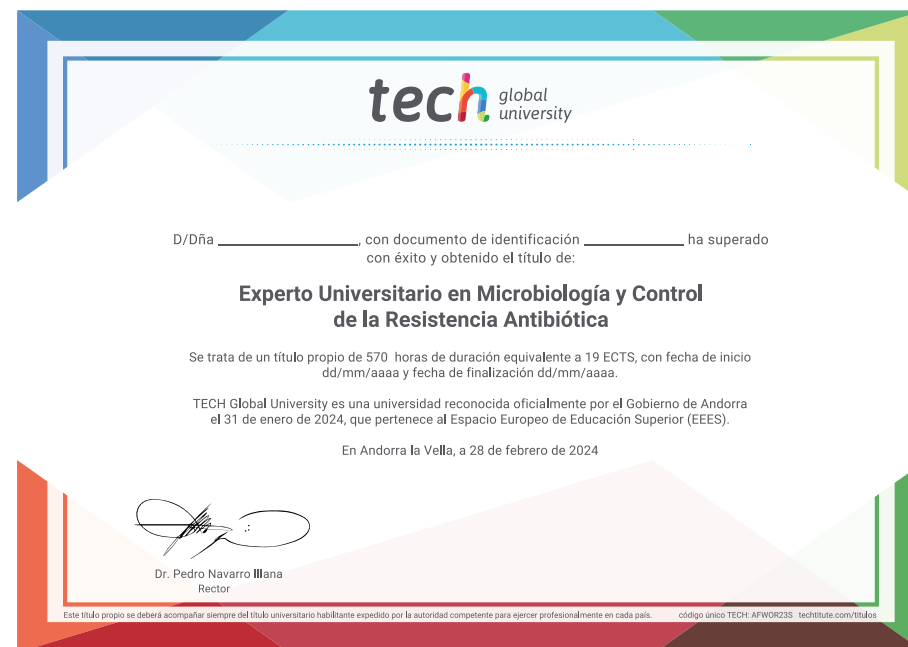 tech global university
D/Dña ____________________, con documento de identificación ______________ ha superado
con éxito y obtenido el título de:
Experto Universitario en Microbiología y Control
de la Resistencia Antibiótica
Se trata de un título propio de 570 horas de duración equivalente a 19 ECTS, con fecha de inicio
dd/mm/aaaa y fecha de finalización dd/mm/aaaa.
TECH Global University es una universidad reconocida oficialmente por el Gobierno de Andorra
el 31 de enero de 2024, que pertenece al Espacio Europeo de Educación Superior (EEES).
En Andorra la Vella, a 28 de febrero de 2024
Dr. Pedro Navarro Illana
Rector
Este título propio se deberá acompañar siempre del título universitario habilitante expedido por la autoridad competente para ejercer profesionalmente en cada país. código único TECH: AFWOR23S techtitute.com/titulos